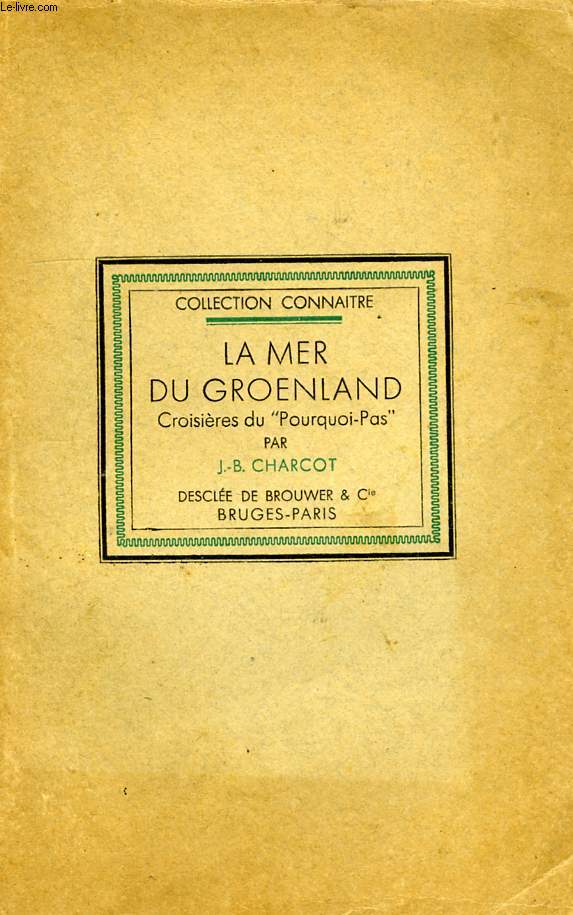 Le-livre.com
COLLECTION CONNAITRE
LA MER
DU GROENLAND
Croisières du "Pourquoi-Pas"
PAR
J.-B. CHARCOT
DESCLÉE DE BROUWER & Cie
BRUGES-PARIS